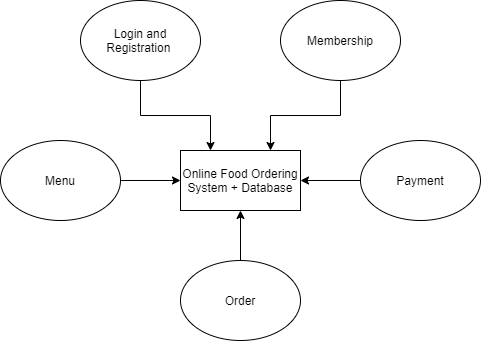 Login and
Registration
Membership
Menu
Online Food Ordering
System + Database
Payment
Order